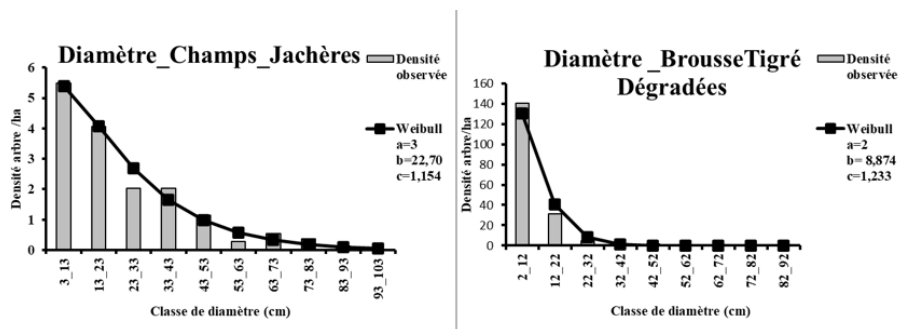 Diamètre_Champs_Jachères
Densité
observée
Weibull
a=3
b=22,70
c=1,154
Densité arbre /ha
6
5
4
3
2
1
0
3_13
13_23
23_33
33_43
43_53
53_63
63_73
73_83
83_93
93_103
Classe de diamètre (cm)
Diamètre _BrousseTigré
Dégradées
Densité
observée
Weibull
a=2
b= 8,874
c=1,233
Densité arbre/ha
160
140
120
100
80
60
40
20
0
2_12
12_22
22_32
32_42
42_52
52_62
62_72
72_82
82_92
Classe de diamètre (cm)